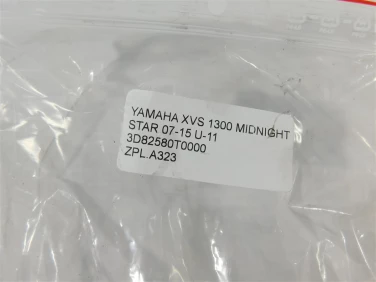 YAMAHA XVS 1300 MIDNIGHT
STAR 07-15 U-11
3D82580T0000
ZPL.A323